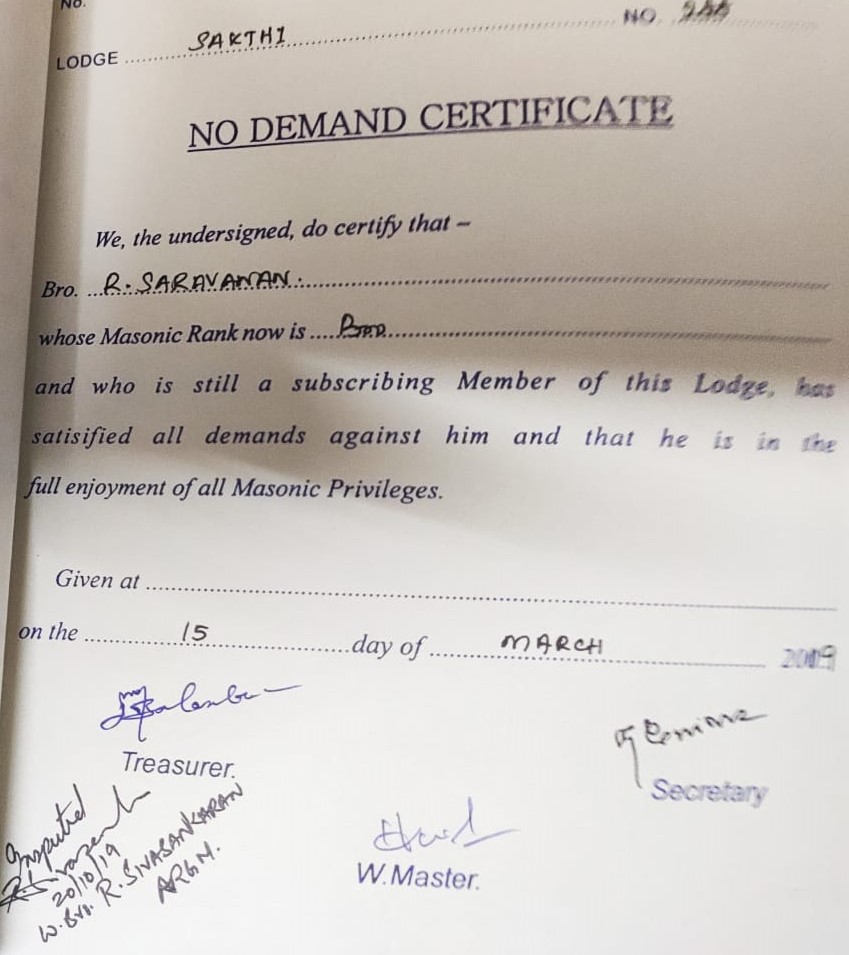 No.
LODGE SAKTHI NO.
NO DEMAND CERTIFICATE
We, the undersigned, do certify that –
Bro. R. SARAVANAN.
whose Masonic Rank now is
and who is still a subscribing Member of this Lodge, has
satisified all demands against him and that he is in the
full enjoyment of all Masonic Privileges.
Given at
on the 15 day of MARCH
Treasurer.
Secretary
W.Master.
Inspected
20/10/19
W. Bro. R. SIVASANKARAN
ARGM.